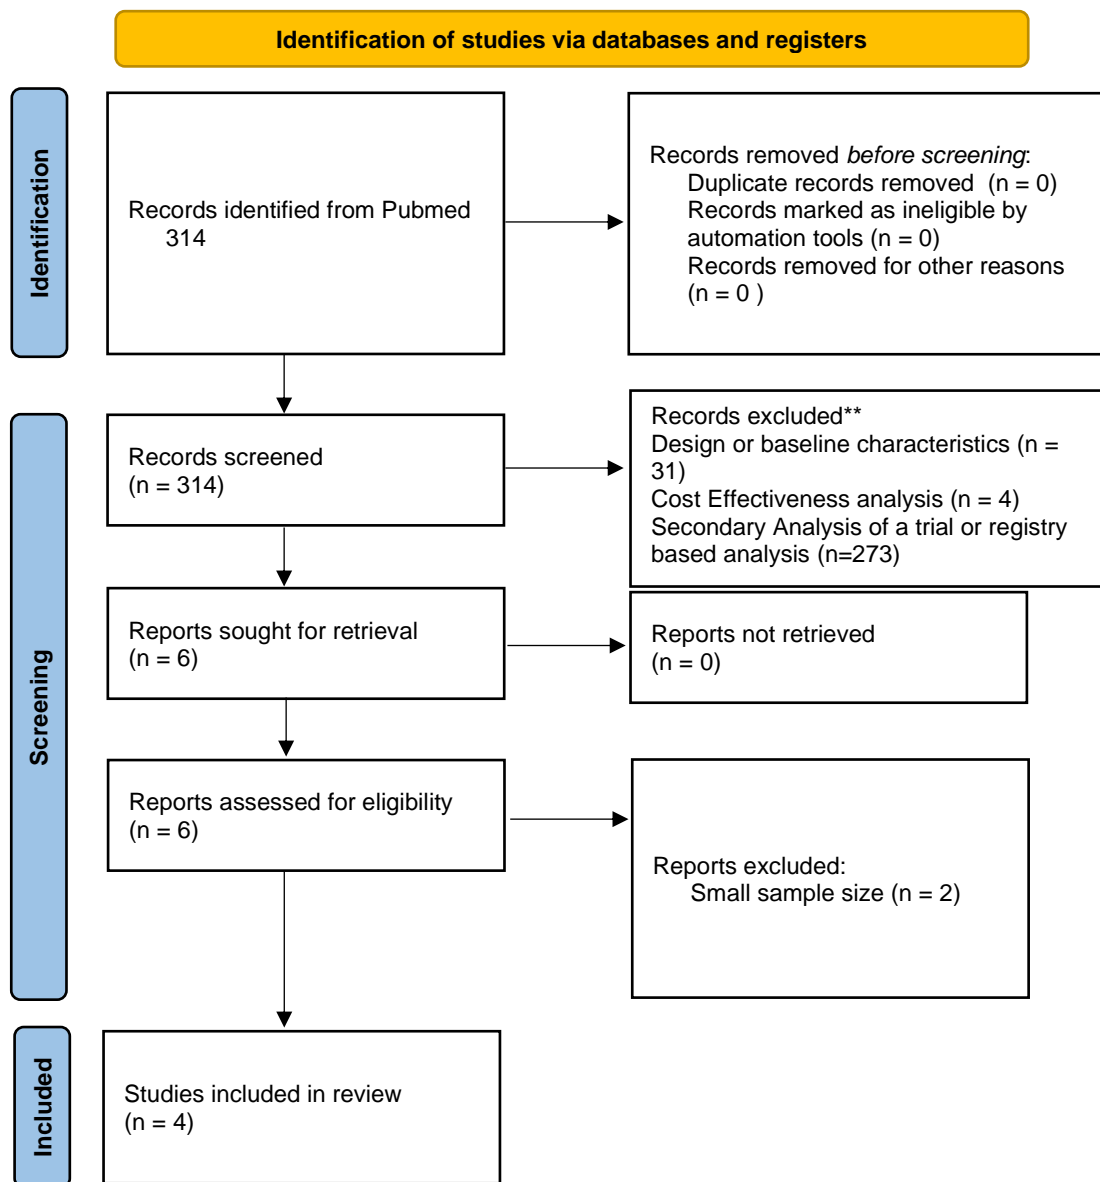 Identification of studies via databases and registers
Identification
Records identified from Pubmed
314
Records removed before screening:
Duplicate records removed  (n = 0)
Records marked as ineligible by
automation tools (n = 0)
Records removed for other reasons
(n = 0 )
Screening
Records screened
(n = 314)
Records excluded**
Design or baseline characteristics (n =
31)
Cost Effectiveness analysis (n = 4)
Secondary Analysis of a trial or registry
based analysis (n=273)
Reports sought for retrieval
(n = 6)
Reports not retrieved
(n = 0)
Reports assessed for eligibility
(n = 6)
Reports excluded:
Small sample size (n = 2)
Included
Studies included in review
(n = 4)